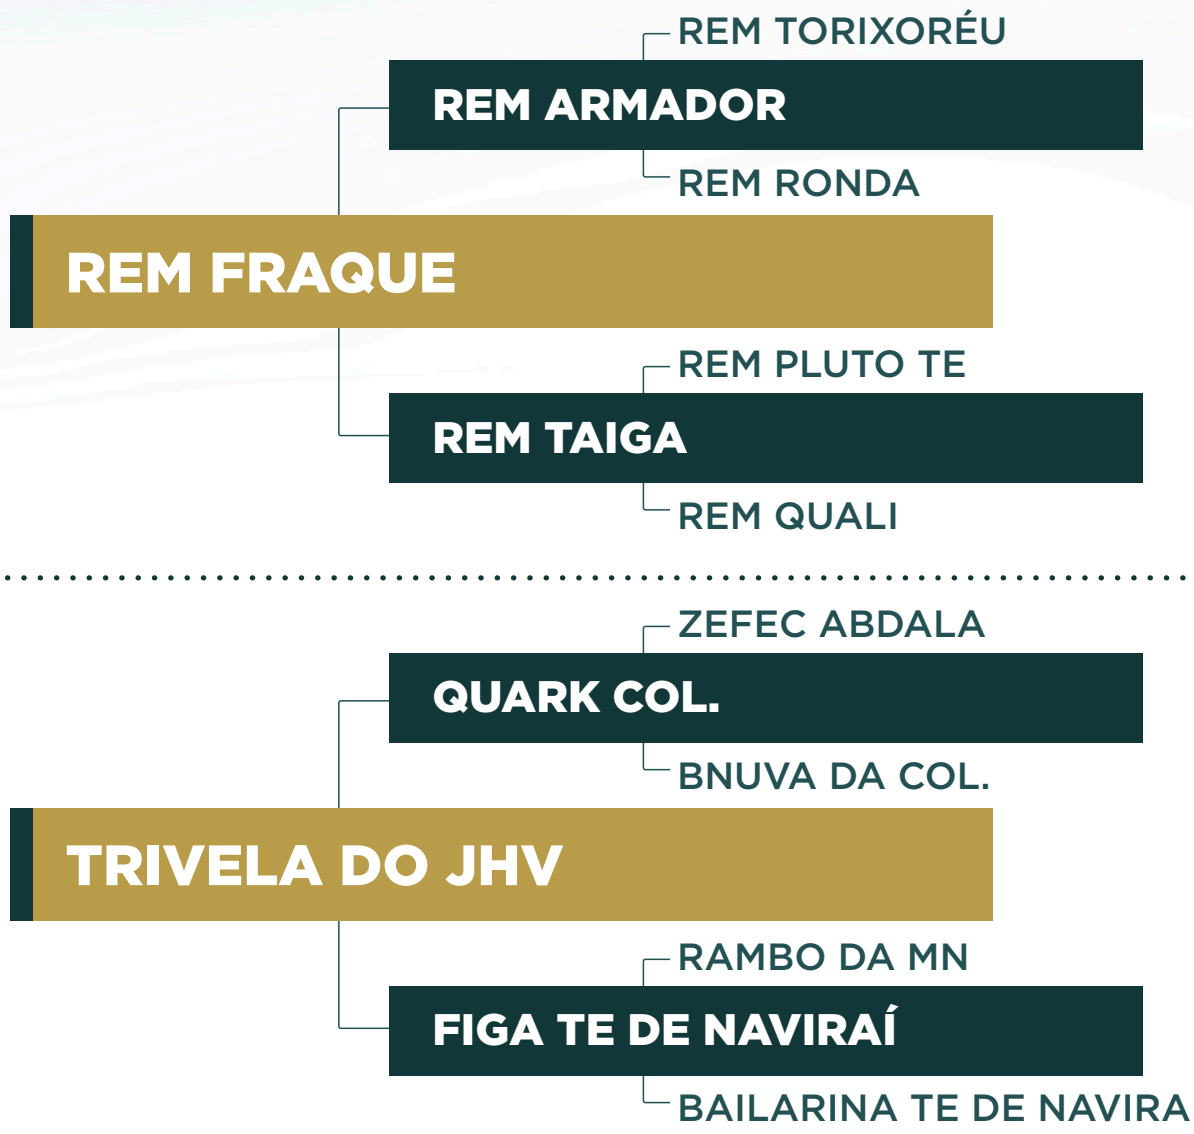 REM TORIXORÉU
REM ARMADOR
REM RONDA
REM FRAQUE
REM PLUTO TE
REM TAIGA
REM QUALI
ZEFEC ABDALA
QUARK COL.
BNUVA DA COL.
TRIVELA DO JHV
RAMBO DA MN
FIGA TE DE NAVIRAÍ
BAILARINA TE DE NAVIRA